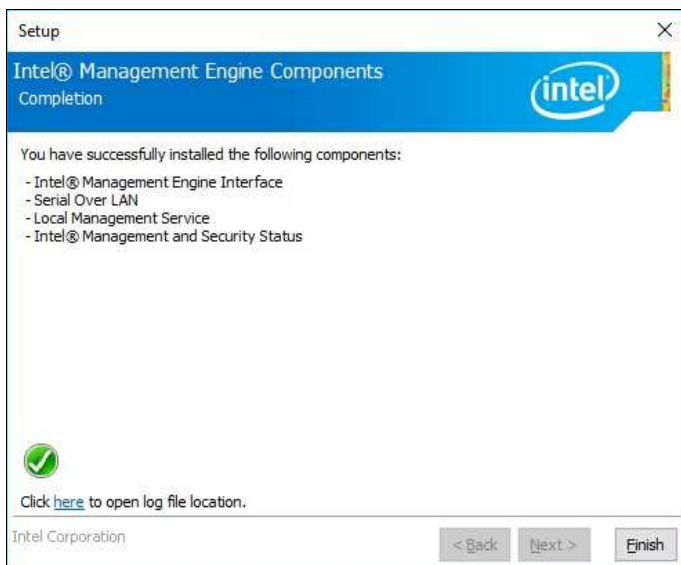 Setup
Intel® Management Engine Components
Completion
intel
You have successfully installed the following components:
- Intel® Management Engine Interface
- Serial Over LAN
- Local Management Service
- Intel® Management and Security Status
Click here to open log file location.
Intel Corporation
< Back Next > Finish